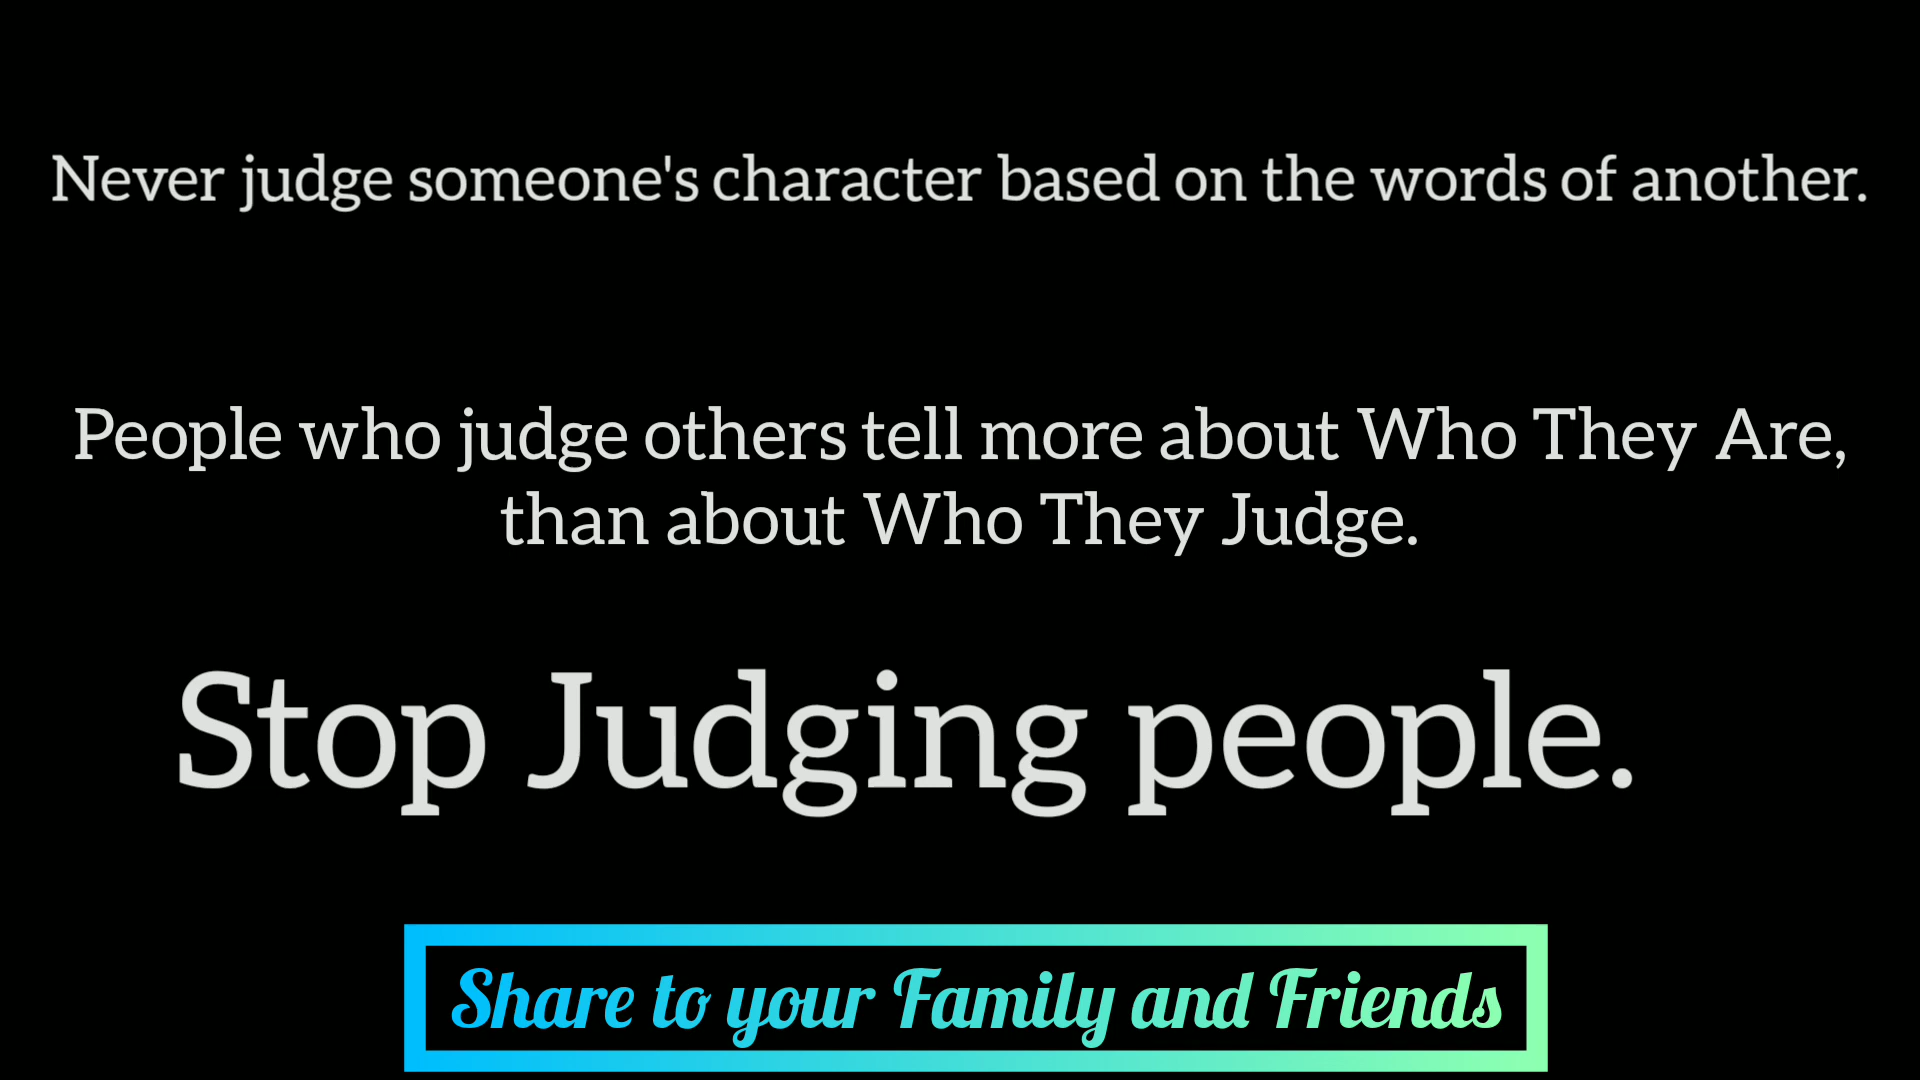 Never judge someone's character based on the words of another.
People who judge others tell more about Who They Are,
than about Who They Judge.
Stop Judging people.
Share to your Family and Friends